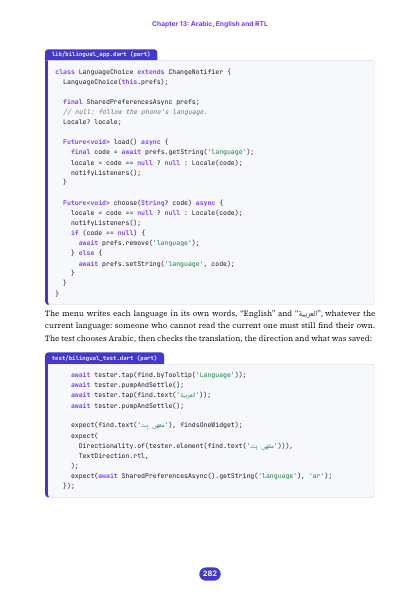 Chapter 13: Arabic, English and RTL
lib/bilingual_app.dart (part)
class LanguageChoice extends ChangeNotifier {
  LanguageChoice(this.prefs);

  final SharedPreferencesAsync prefs;
  // null: follow the phone's language.
  Locale? locale;

  Future<void> load() async {
    final code = await prefs.getString('language');
    locale = code == null ? null : Locale(code);
    notifyListeners();
  }

  Future<void> choose(String? code) async {
    locale = code == null ? null : Locale(code);
    notifyListeners();
    if (code == null) {
      await prefs.remove('language');
    } else {
      await prefs.setString('language', code);
    }
  }
}
The menu writes each language in its own words, “English” and “العربية”, whatever the
current language: someone who cannot read the current one must still find their own.
The test chooses Arabic, then checks the translation, the direction and what was saved:
test/bilingual_test.dart (part)
    await tester.tap(find.byTooltip('Language'));
    await tester.pumpAndSettle();
    await tester.tap(find.text('العربية'));
    await tester.pumpAndSettle();

    expect(find.text('مقهى بِت'), findsOneWidget);
    expect(
      Directionality.of(tester.element(find.text('مقهى بِت'))),
      TextDirection.rtl,
    );
    expect(await SharedPreferencesAsync().getString('language'), 'ar');
  });
282